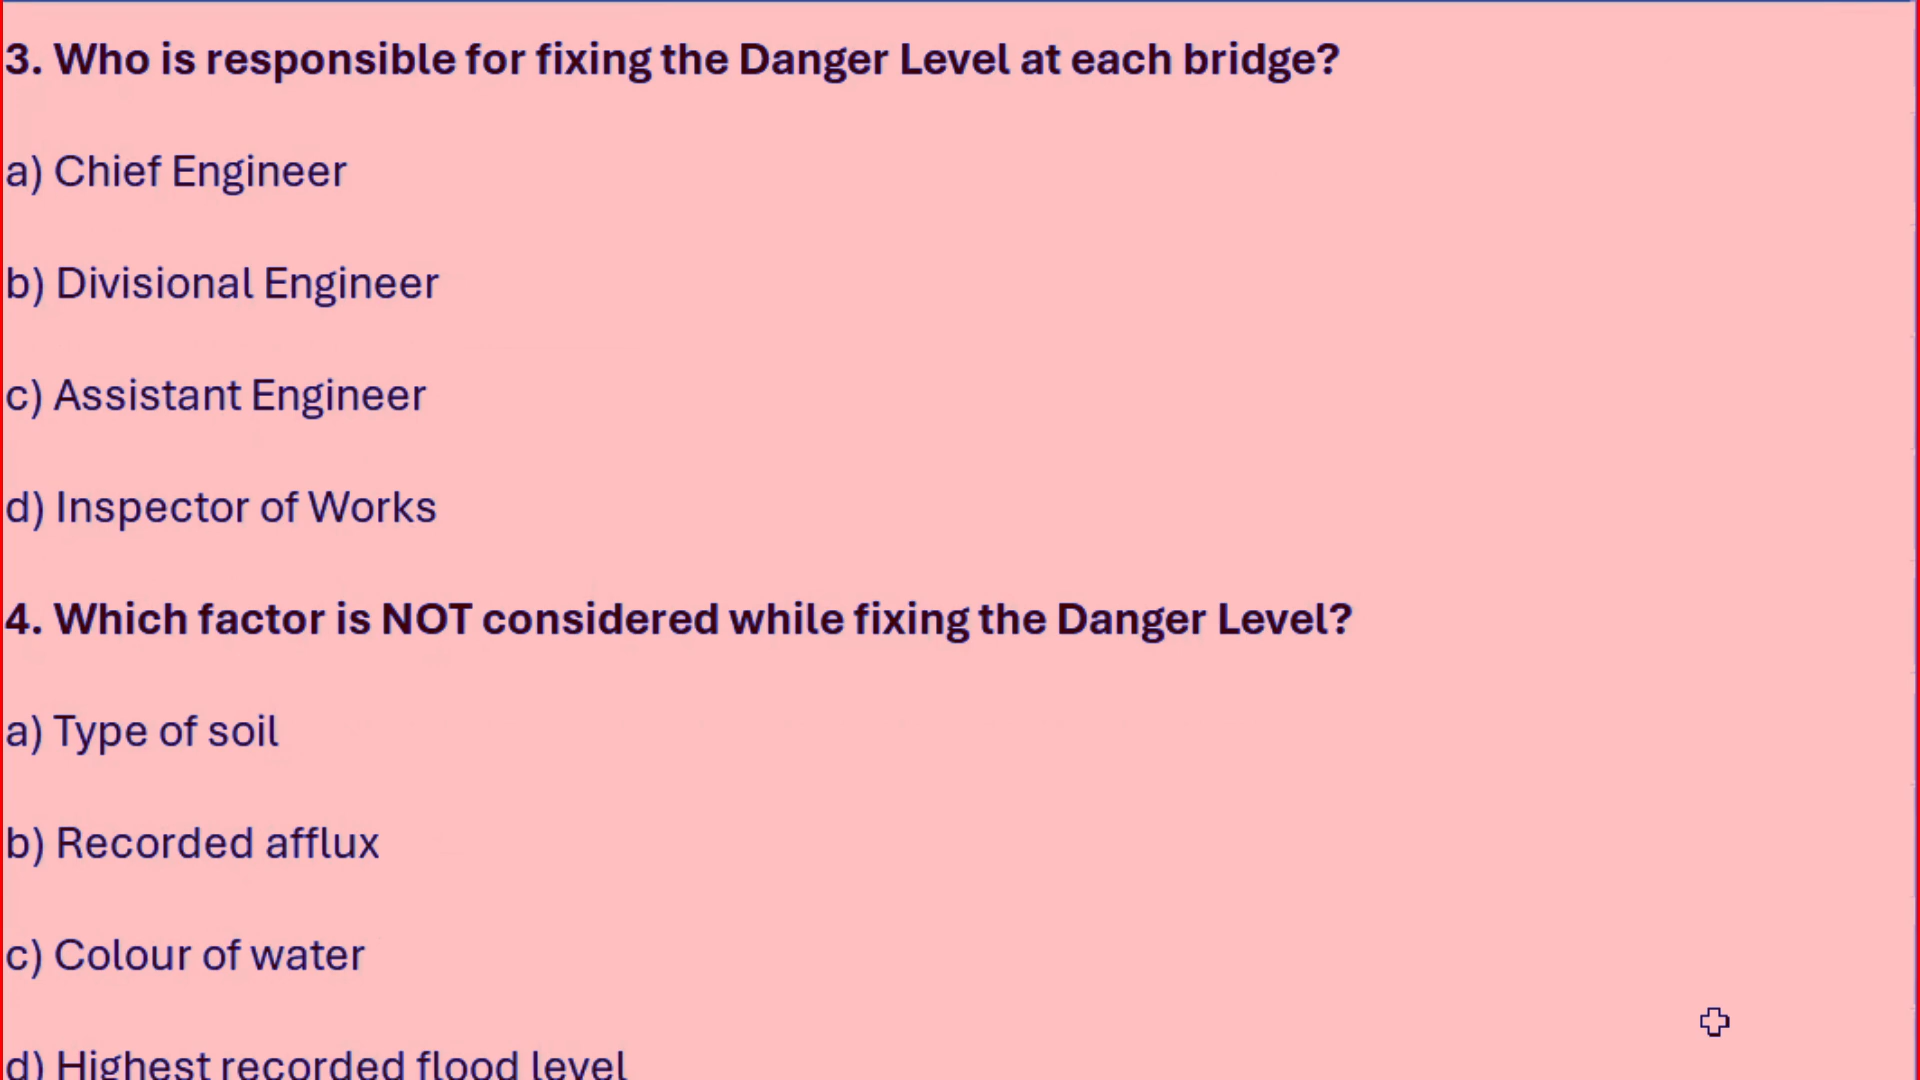 3. Who is responsible for fixing the Danger Level at each bridge?
a) Chief Engineer
b) Divisional Engineer
c) Assistant Engineer
d) Inspector of Works
4. Which factor is NOT considered while fixing the Danger Level?
a) Type of soil
b) Recorded afflux
c) Colour of water
d) Highest recorded flood level